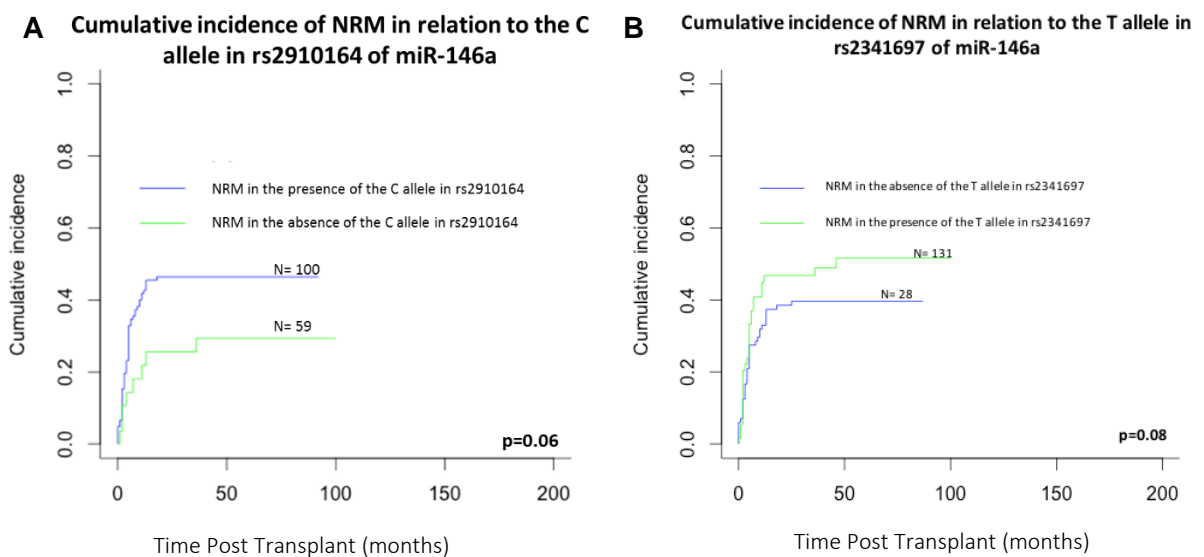 A
Cumulative incidence of NRM in relation to the C
allele in rs2910164 of miR-146a
Cumulative incidence
1.0
0.8
0.6
0.4
0.2
0.0
NRM in the presence of the C allele in rs2910164
NRM in the absence of the C allele in rs2910164
N= 100
N= 59
p=0.06
0 50 100 150 200
Time Post Transplant (months)
B
Cumulative incidence of NRM in relation to the T allele in
rs2341697 of miR-146a
Cumulative incidence
1.0
0.8
0.6
0.4
0.2
0.0
NRM in the absence of the T allele in rs2341697
NRM in the presence of the T allele in rs2341697
N= 131
N= 28
p=0.08
0 50 100 150 200
Time Post Transplant (months)